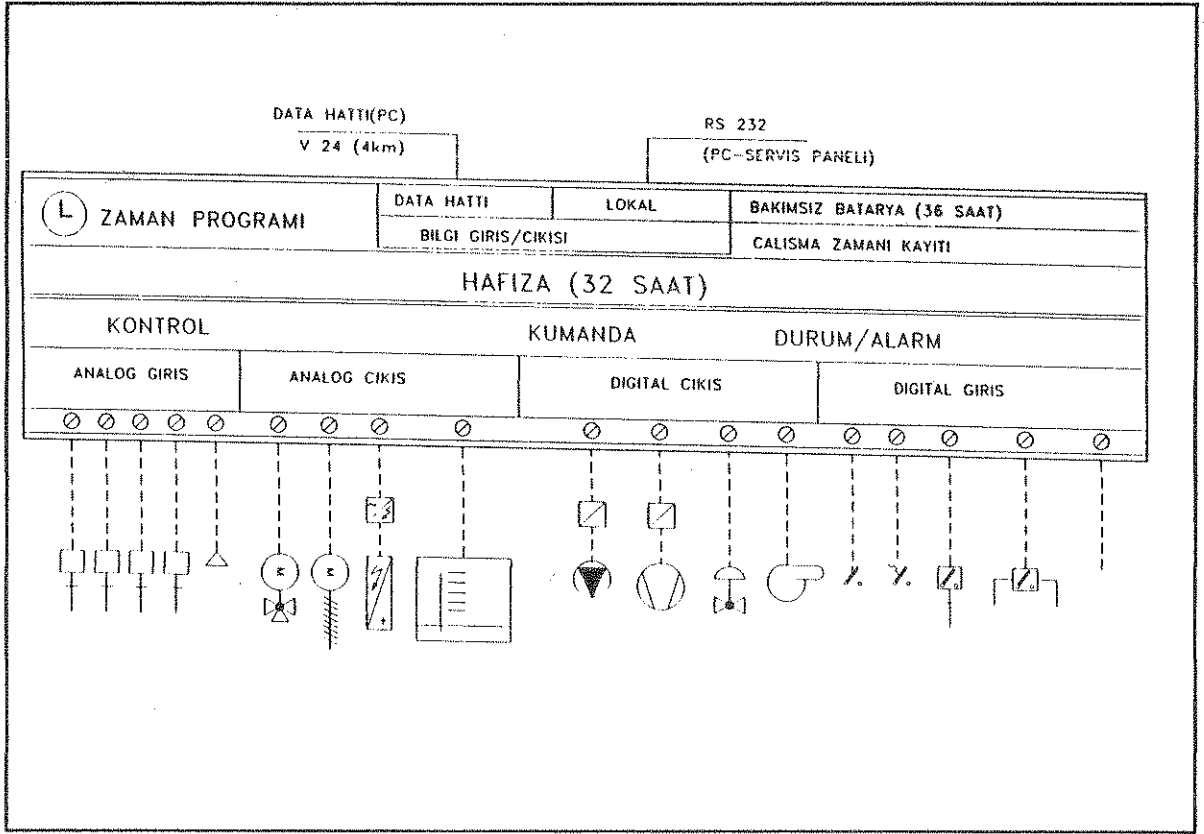 DATA HATTI(PC)
V 24 (4km)
RS 232
(PC-SERVIS PANELI)
L ZAMAN PROGRAMI
DATA HATTI
LOKAL
BILGI GIRIS/CIKISI
BAKIMSIZ BATARYA (36 SAAT)
CALISMA ZAMANI KAYITI
HAFIZA (32 SAAT)
KONTROL
KUMANDA
DURUM/ALARM
ANALOG GIRIS
ANALOG CIKIS
DIGITAL CIKIS
DIGITAL GIRIS
M
M